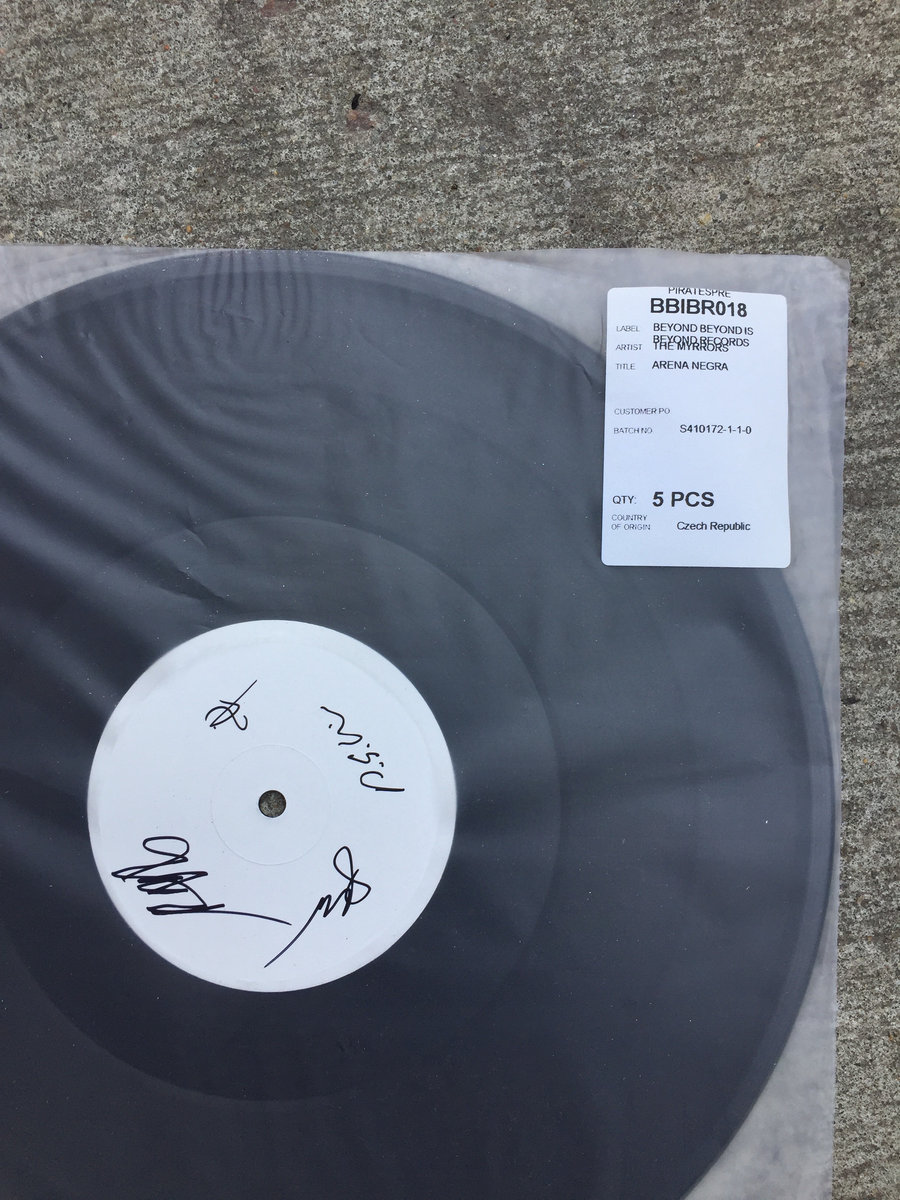 PIRATESPRE
BBIBR018
LABEL BEYOND BEYOND IS
BEYOND RECORDS
ARTIST THE MYRRORS
TITLE ARENA NEGRA
CUSTOMER PO
BATCH NO. S410172-1-1-0
QTY: 5 PCS
COUNTRY
OF ORIGIN Czech Republic